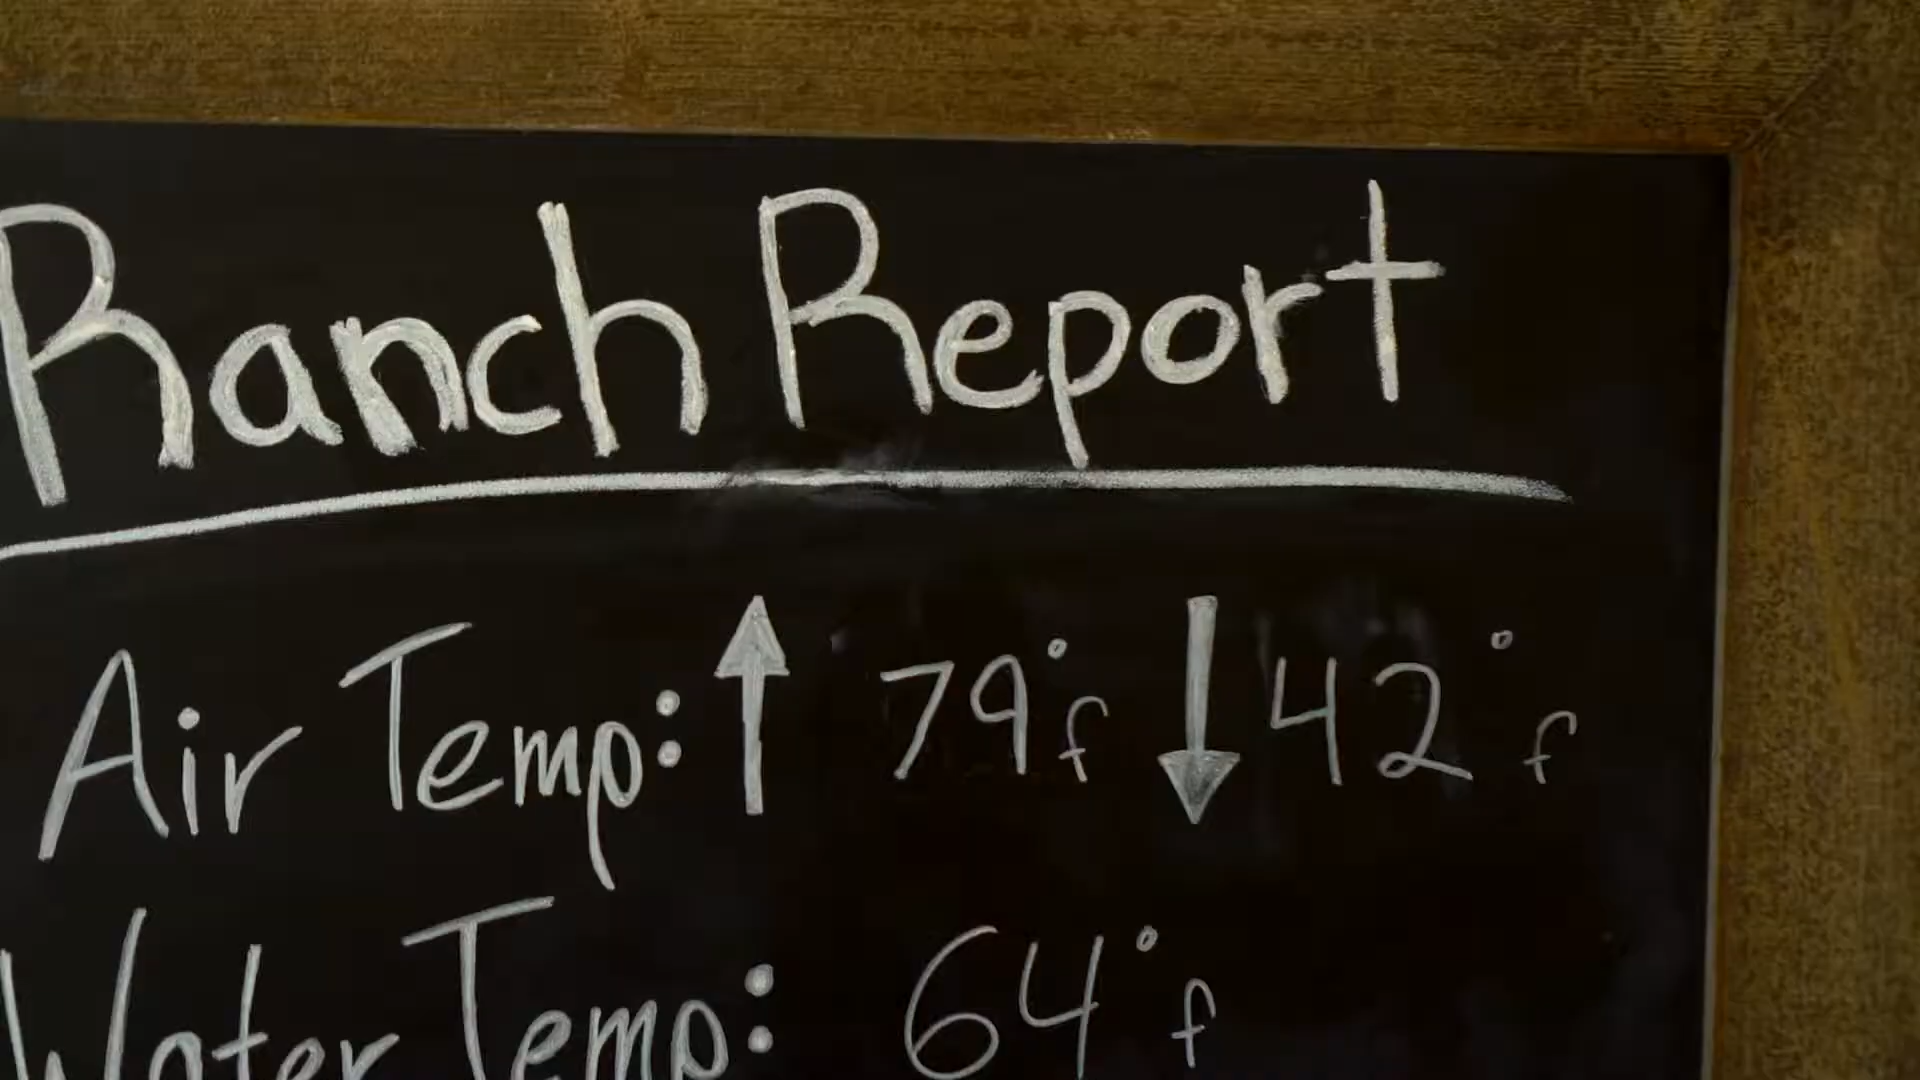 Ranch Report
Air Temp: ↑ 79°f ↓ 42°f
Water Temp: 64°f